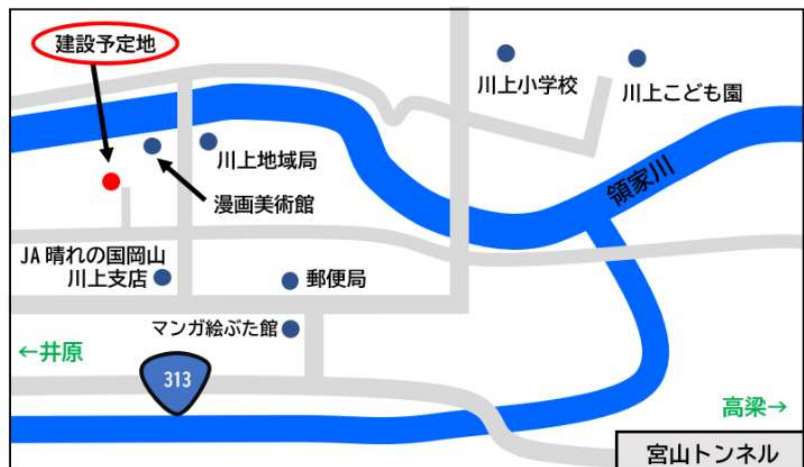 建設予定地
川上小学校
川上こども園
川上地域局
漫画美術館
領家川
JA 晴れの国岡山
川上支店
郵便局
マンガ絵ぶた館
←井原
313
高梁→
宮山トンネル